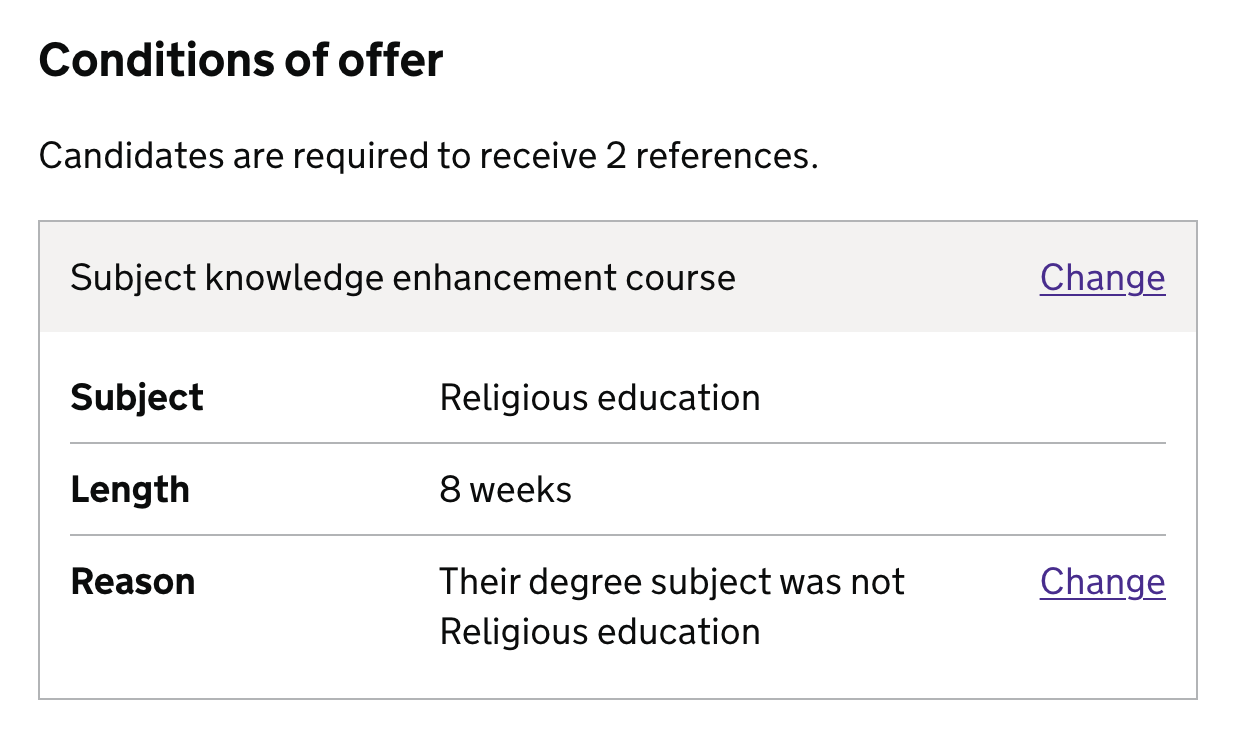 Conditions of offer
Candidates are required to receive 2 references.
Subject knowledge enhancement course Change
Subject Religious education
Length 8 weeks
Reason Their degree subject was not Change
Religious education